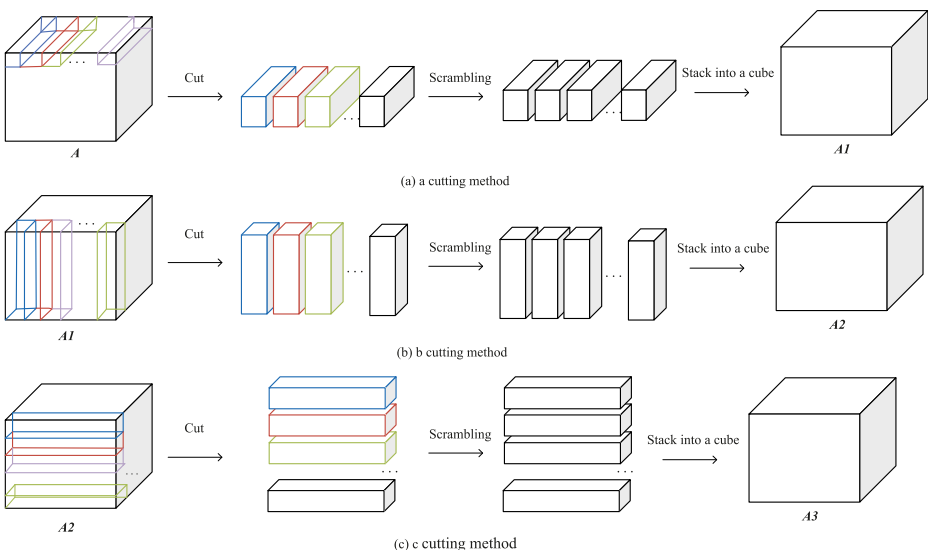 Cut
Scrambling
Stack into a cube
...
...
...
A
A1
(a) a cutting method
Cut
Scrambling
Stack into a cube
...
...
...
A1
A2
(b) b cutting method
Cut
Scrambling
Stack into a cube
...
...
...
A2
A3
(c) c cutting method